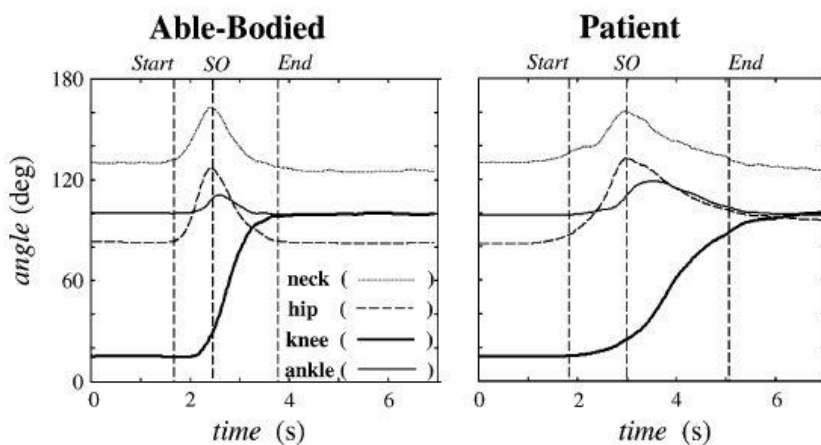 Able-Bodied Patient
Start SO End Start SO End
180
120
60
0
angle (deg)
neck ( )
hip ( )
knee ( )
ankle ( )
0 2 4 6 0 2 4 6
time (s) time (s)